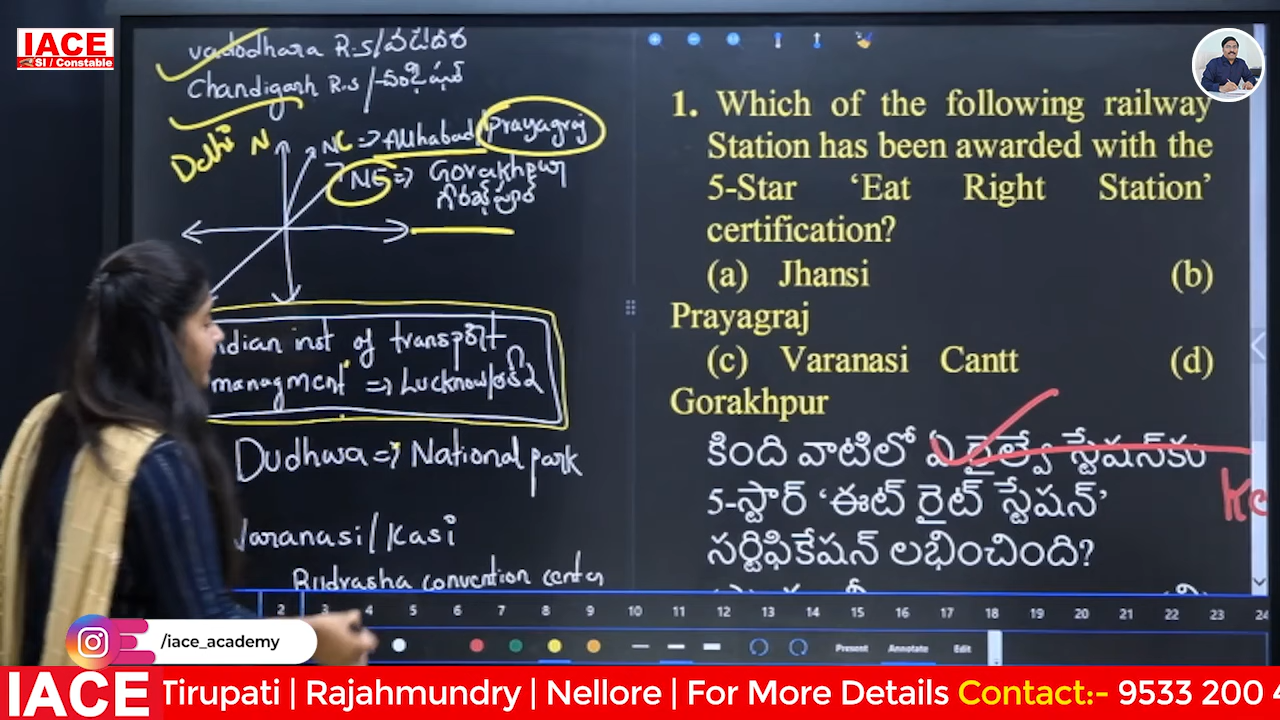 IACE
SI / Constable
vadodhara R.S/వడోదర
Chandigarh R.s/చండీఘర్
Delhi N
NC => Allhabad/Prayagraj
NE => Gorakhpur
గోరఖ్‌పూర్
indian inst of transport
managment => Lucknow/లక్నో
Dudhwa => National park
Varanasi/Kasi
Rudrasha convention center
1. Which of the following railway
Station has been awarded with the
5-Star ‘Eat Right Station’
certification?
(a) Jhansi (b)
Prayagraj
(c) Varanasi Cantt (d)
Gorakhpur
కింది వాటిలో ఏ రైల్వే స్టేషన్‌కు
5-స్టార్ ‘ఈట్ రైట్ స్టేషన్’
సర్టిఫికేషన్ లభించింది?
2 3 4 5 6 7 8 9 10 11 12 13 14 15 16 17 18 19 20 21 22 23 24
Present Annotate Edit
/iace_academy
IACE Tirupati | Rajahmundry | Nellore | For More Details Contact:- 9533 200 4